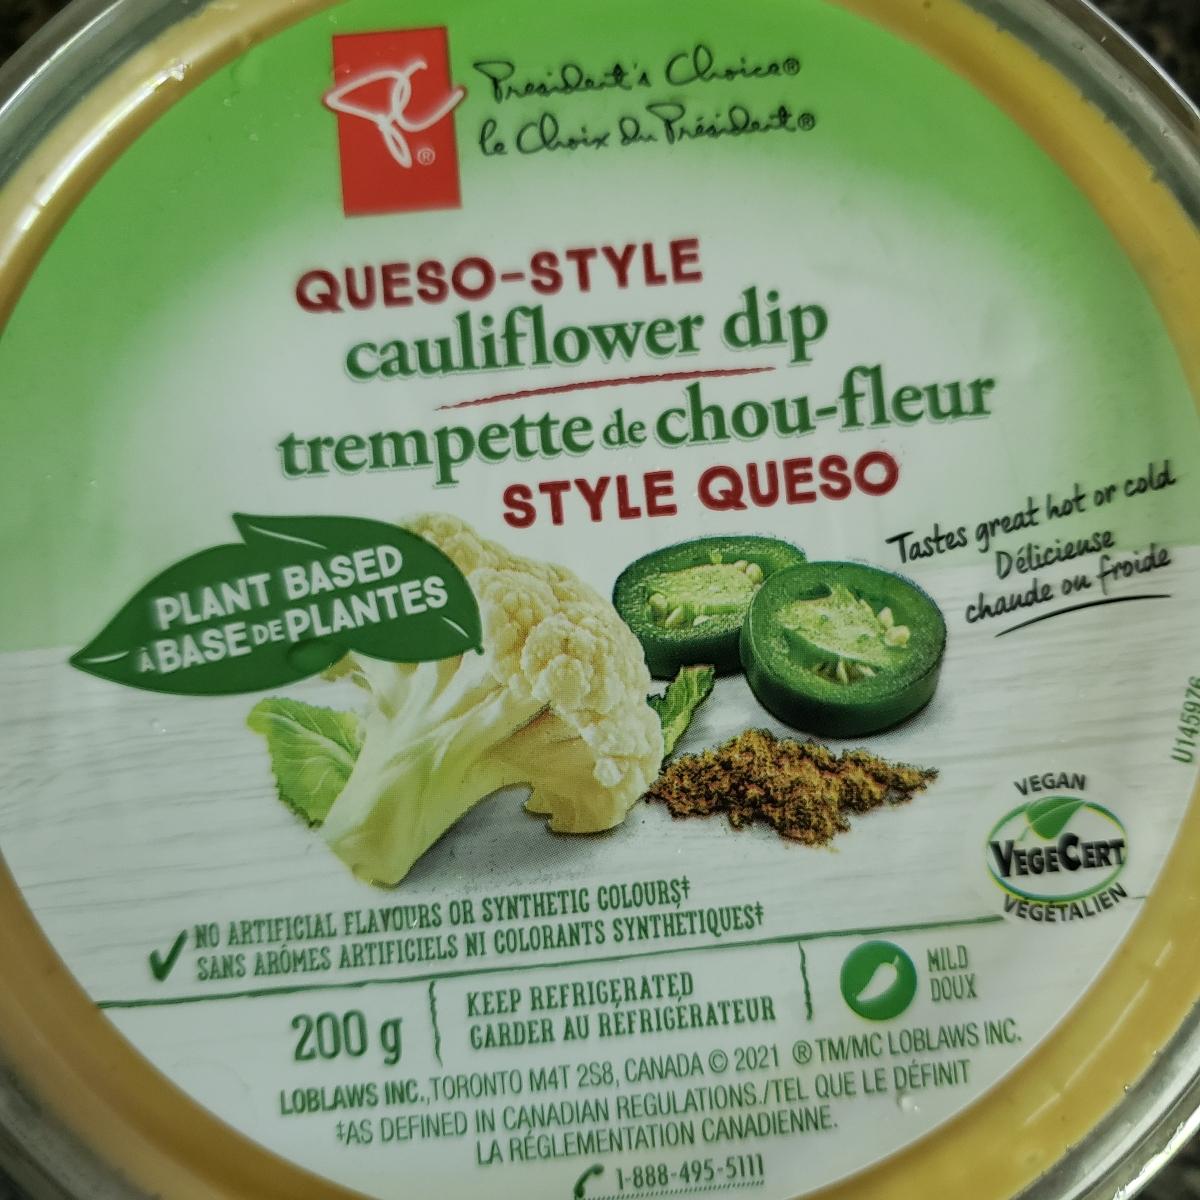 PC®
President's Choice®
le Choix du Président®
QUESO-STYLE
cauliflower dip
trempette de chou-fleur
STYLE QUESO
Tastes great hot or cold
Délicieuse
chaude ou froide
PLANT BASED
À BASE DE PLANTES
U145976
VEGAN
VEGECERT
VÉGÉTALIEN
NO ARTIFICIAL FLAVOURS OR SYNTHETIC COLOURS‡
SANS ARÔMES ARTIFICIELS NI COLORANTS SYNTHÉTIQUES‡
200 g
KEEP REFRIGERATED
GARDER AU RÉFRIGÉRATEUR
MILD
DOUX
LOBLAWS INC., TORONTO M4T 2S8, CANADA © 2021 ® TM/MC LOBLAWS INC.
‡AS DEFINED IN CANADIAN REGULATIONS./TEL QUE LE DÉFINIT
LA RÉGLEMENTATION CANADIENNE.
1-888-495-5111